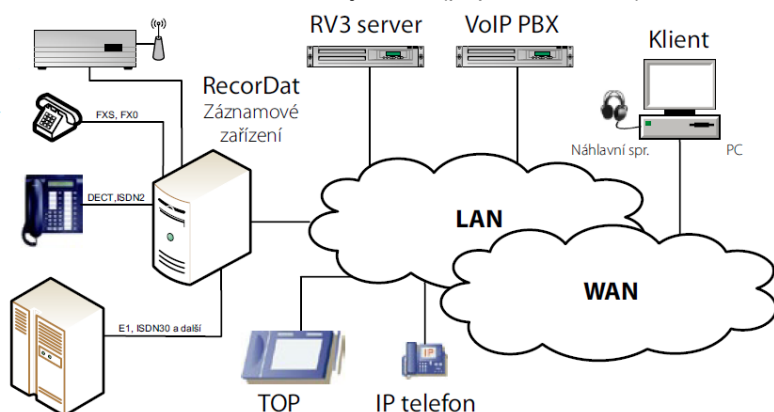 RV3 server
VoIP PBX
Klient
RecorDat
Záznamové
zařízení
FXS, FX0
Náhlavní spr.
PC
DECT,ISDN2
LAN
WAN
E1, ISDN30 a další
IP
TOP
IP telefon